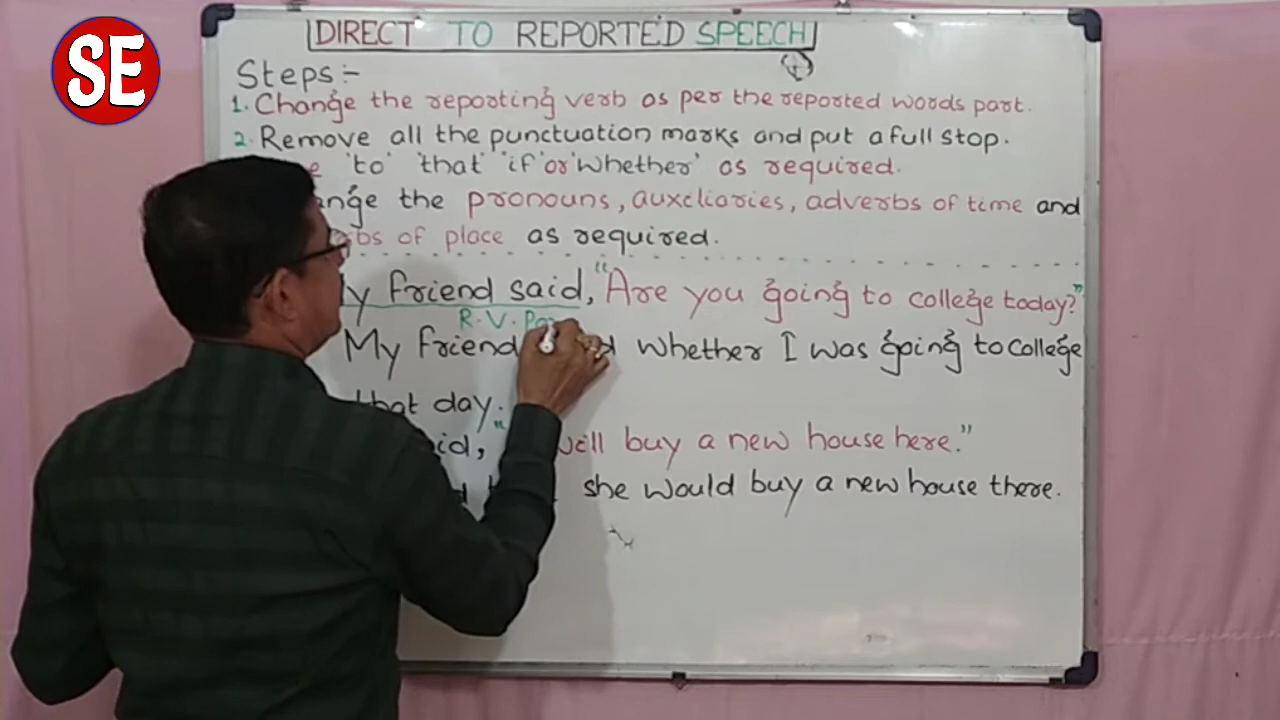 SE
DIRECT TO REPORTED SPEECH
Steps :-
1. Change the reporting verb as per the reported words part.
2. Remove all the punctuation marks and put a full stop.
'to' 'that' 'if' or 'whether' as required.
the pronouns, auxiliaries, adverbs of time and
of place as required.
friend said, "Are you going to college today?"
R.V.
My friend whether I was going to college
that day.
buy a new house here."
she would buy a new house there.